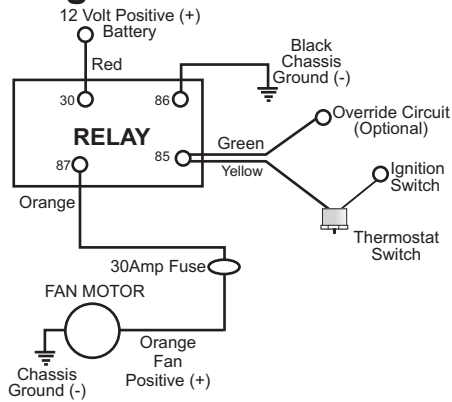 12 Volt Positive (+)
Battery
Red
Black
Chassis
Ground (-)
30
86
RELAY
87
85
Green
Yellow
Override Circuit
(Optional)
Ignition
Switch
Thermostat
Switch
Orange
30Amp Fuse
FAN MOTOR
Orange
Fan
Positive (+)
Chassis
Ground (-)